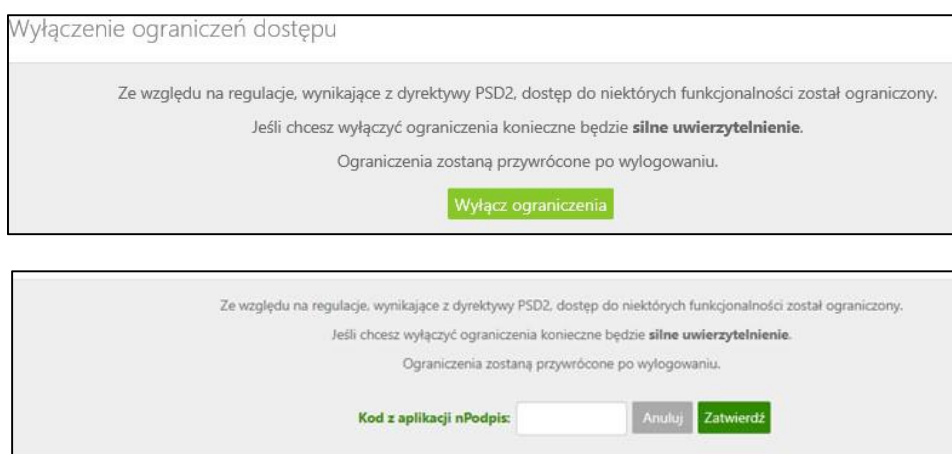 Wyłączenie ograniczeń dostępu
Ze względu na regulacje, wynikające z dyrektywy PSD2, dostęp do niektórych funkcjonalności został ograniczony.
Jeśli chcesz wyłączyć ograniczenia konieczne będzie silne uwierzytelnienie.
Ograniczenia zostaną przywrócone po wylogowaniu.
Wyłącz ograniczenia
Ze względu na regulacje, wynikające z dyrektywy PSD2, dostęp do niektórych funkcjonalności został ograniczony.
Jeśli chcesz wyłączyć ograniczenia konieczne będzie silne uwierzytelnienie.
Ograniczenia zostaną przywrócone po wylogowaniu.
Kod z aplikacji nPodpis: Anuluj Zatwierdź